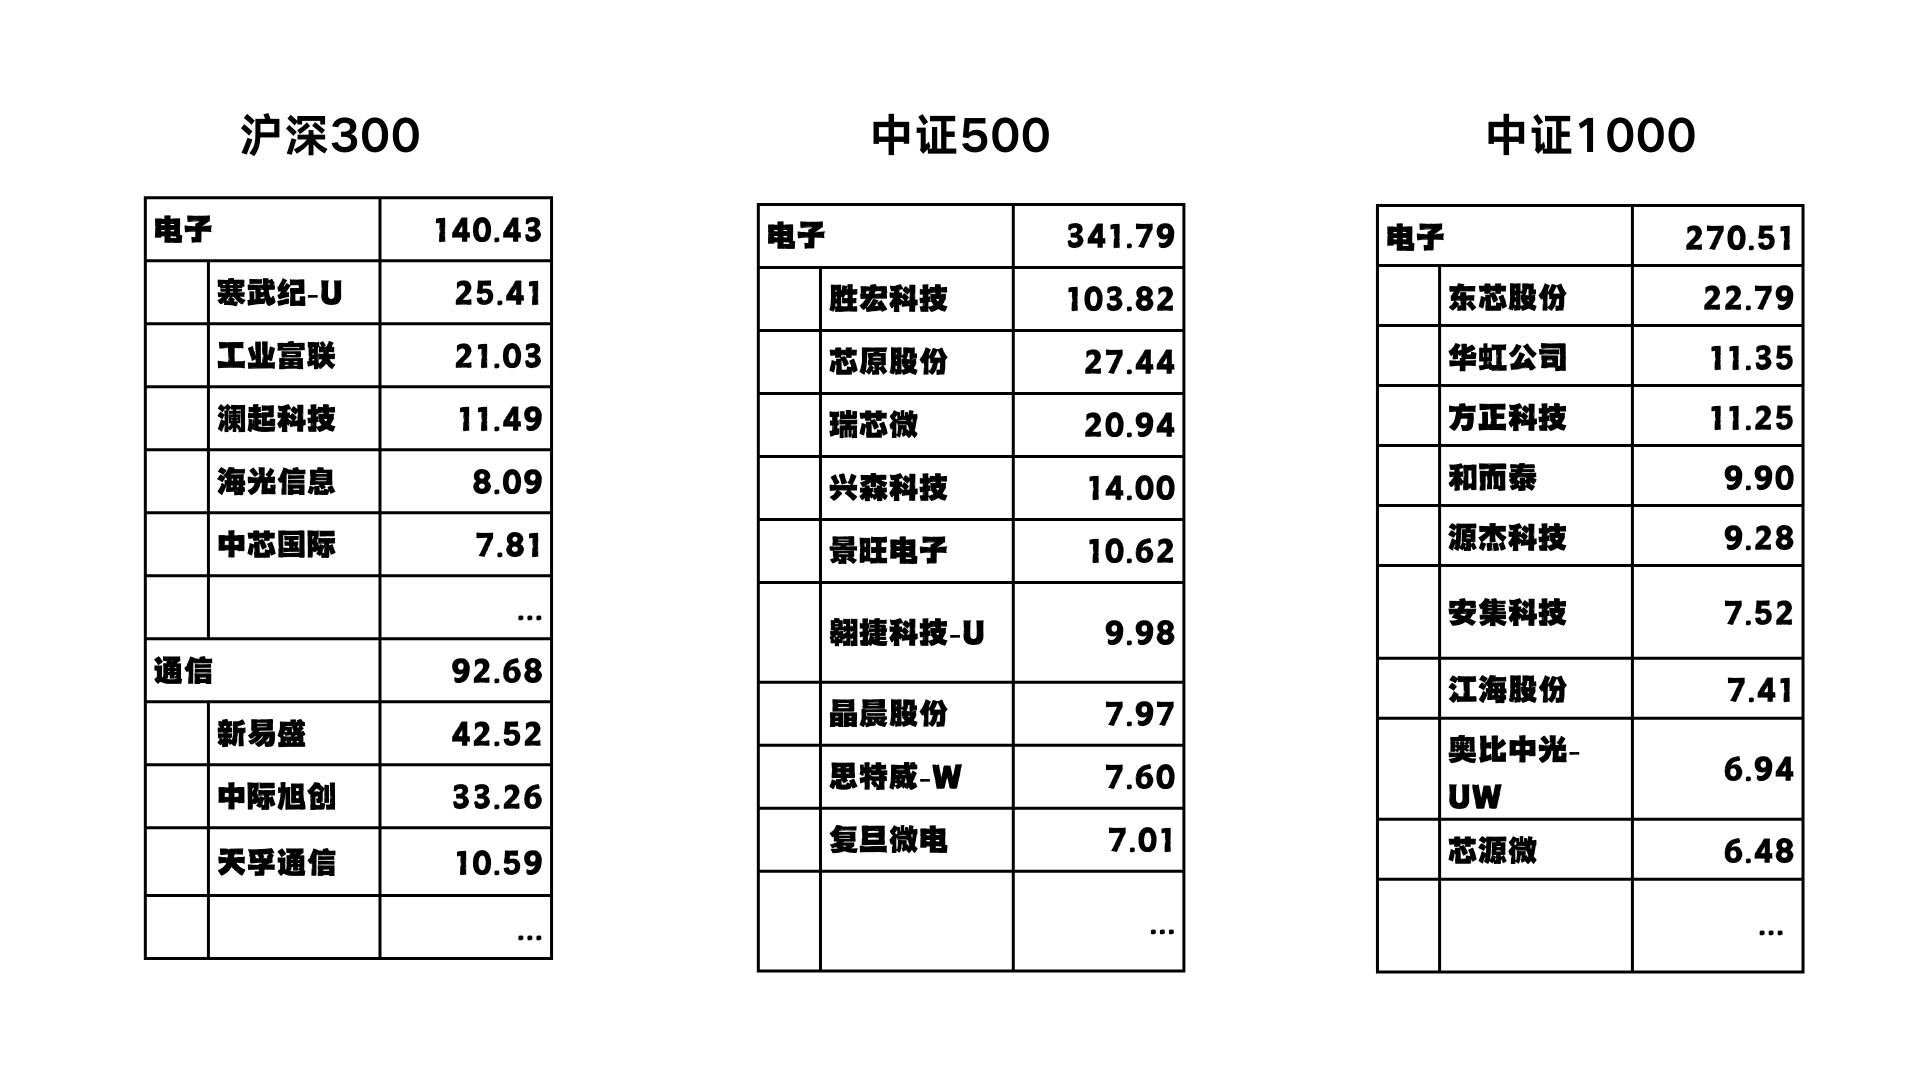 沪深300
电子 140.43
寒武纪-U 25.41
工业富联 21.03
澜起科技 11.49
海光信息 8.09
中芯国际 7.81
...
通信 92.68
新易盛 42.52
中际旭创 33.26
天孚通信 10.59
...
中证500
电子 341.79
胜宏科技 103.82
芯原股份 27.44
瑞芯微 20.94
兴森科技 14.00
景旺电子 10.62
翱捷科技-U 9.98
晶晨股份 7.97
思特威-W 7.60
复旦微电 7.01
...
中证1000
电子 270.51
东芯股份 22.79
华虹公司 11.35
方正科技 11.25
和而泰 9.90
源杰科技 9.28
安集科技 7.52
江海股份 7.41
奥比中光-
UW 6.94
芯源微 6.48
...